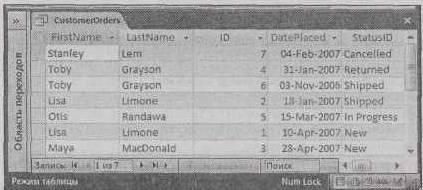 » CustomerOrders ×
FirstName LastName ID DatePlaced StatusID
Stanley Lem 7 04-Feb-2007 Cancelled
Toby Grayson 4 31-Jan-2007 Returned
Toby Grayson 6 03-Nov-2006 Shipped
Lisa Limone 2 18-Jan-2007 Shipped
Otis Randawa 5 15-Mar-2007 In Progress
Lisa Limone 1 10-Apr-2007 New
Maya MacDonald 3 28-Apr-2007 New
Область переходов
Запись: 1 из 7 Поиск
Режим таблицы Num Lock